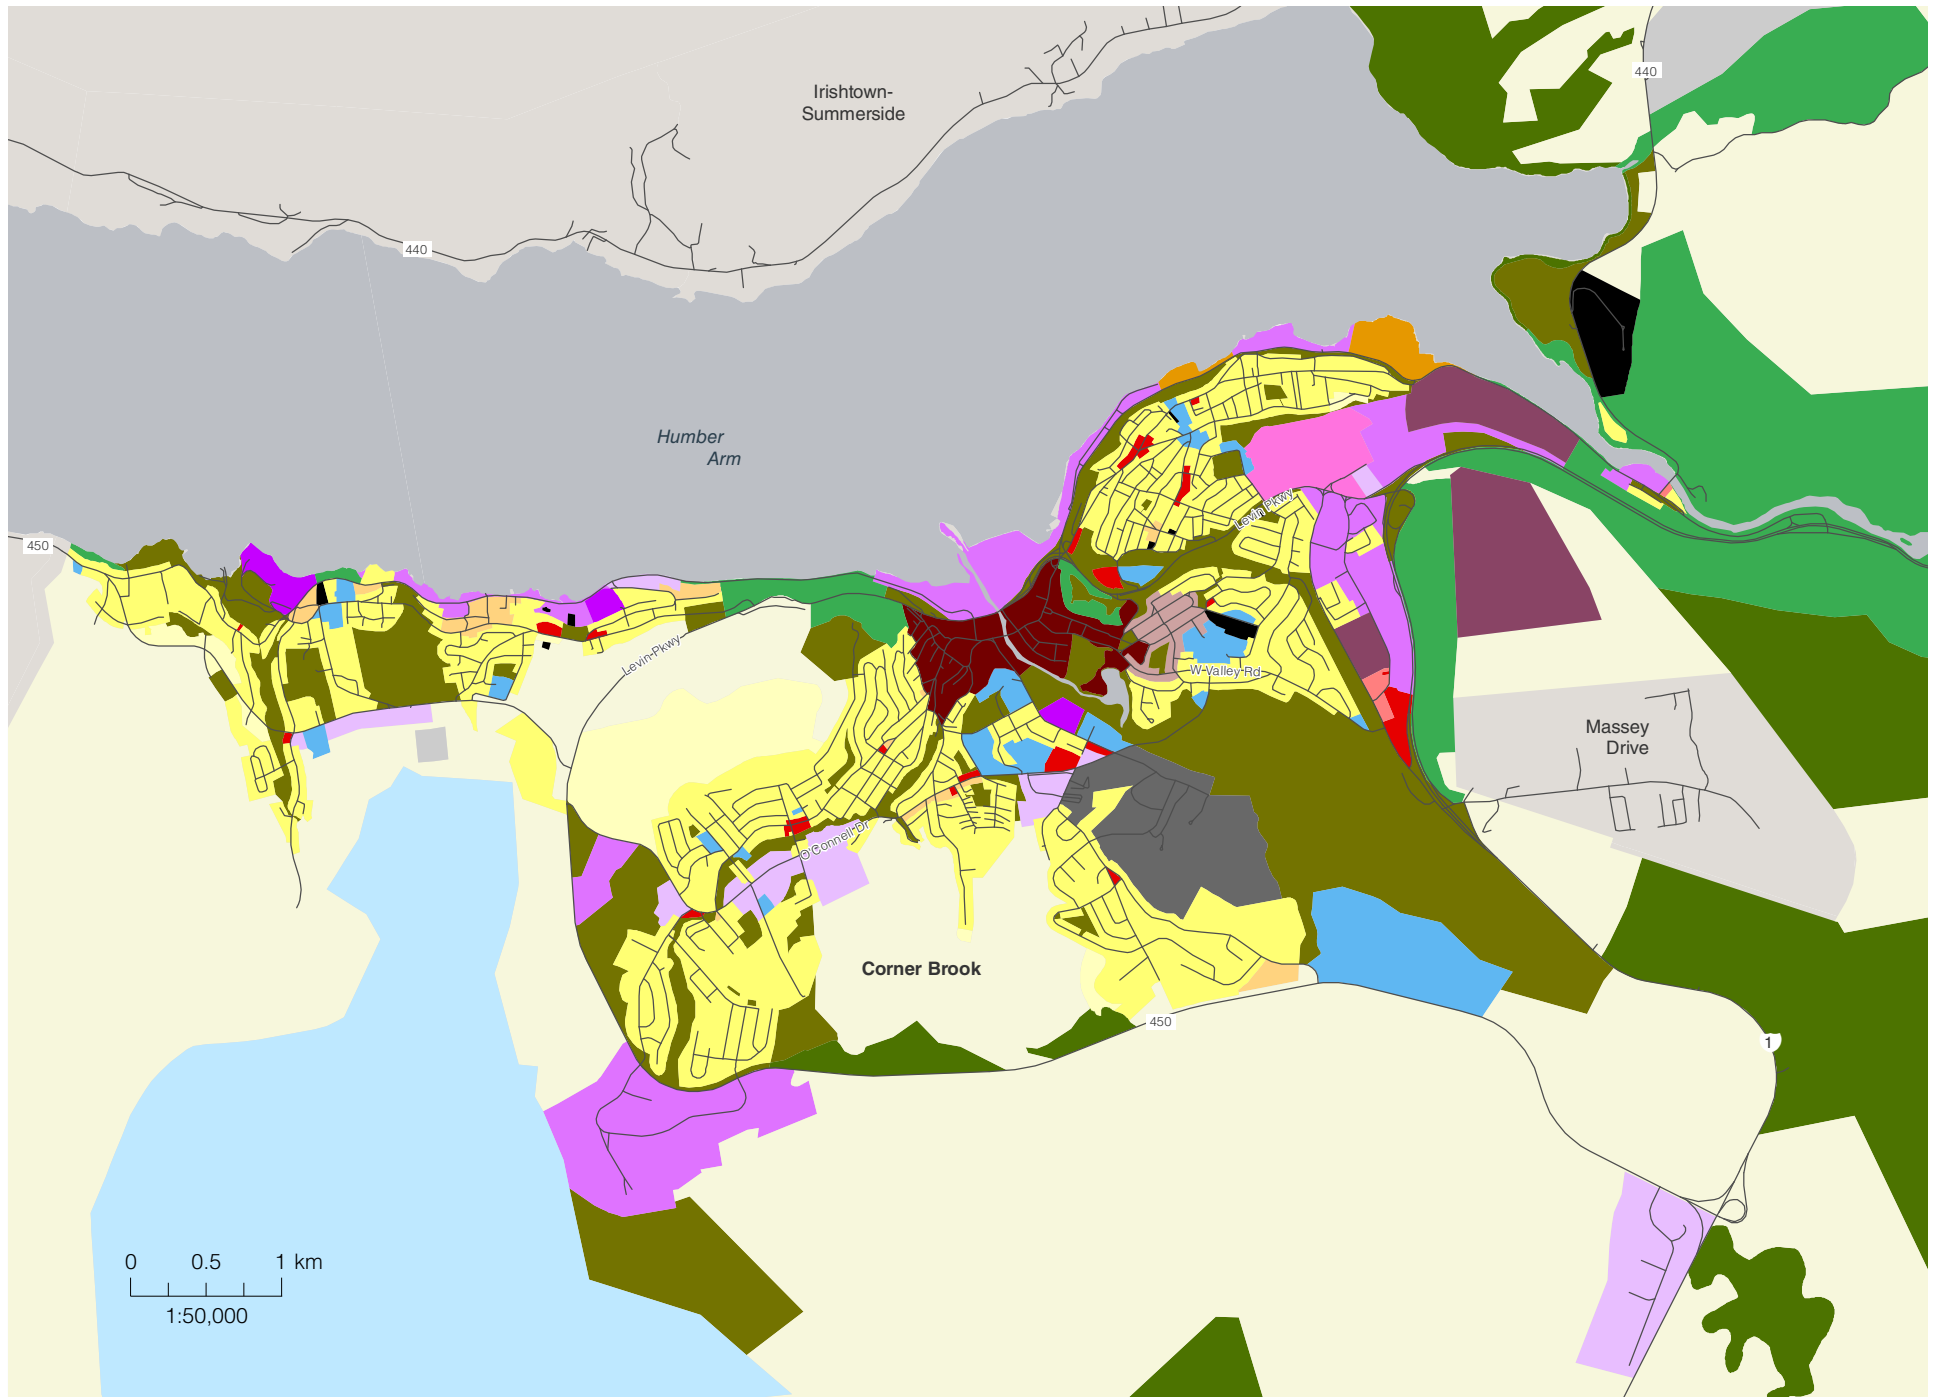 440
Irishtown-
Summerside
440
Humber
Arm
Levin Pkwy
450
Levin Pkwy
W Valley Rd
Massey
Drive
O'Connell Dr
Corner Brook
450
1
0 0.5 1 km
1:50,000